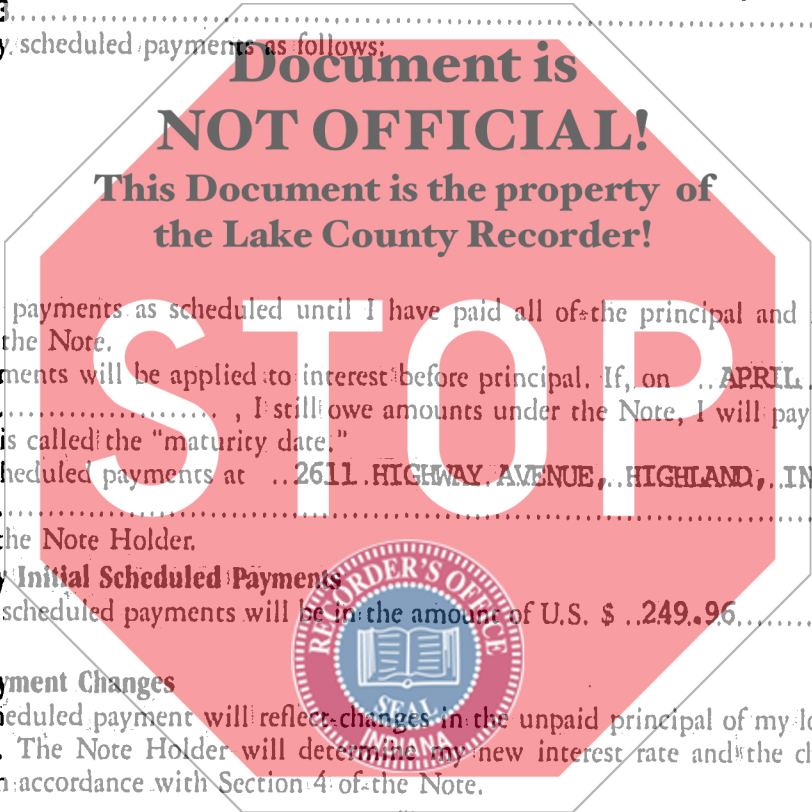 scheduled payments as follows:
Document is
NOT OFFICIAL!
This Document is the property of
the Lake County Recorder!
STOP
payments as scheduled until I have paid all of the principal and
the Note.
ments will be applied to interest before principal. If, on ..APRIL
...................... , I still owe amounts under the Note, I will pay
is called the “maturity date.”
heduled payments at ..2611 HIGHWAY AVENUE, HIGHLAND, IN
the Note Holder.
Initial Scheduled Payments
scheduled payments will be in the amount of U.S. $ ..249.96......
yment Changes
eduled payment will reflect changes in the unpaid principal of my lo
. The Note Holder will determine my new interest rate and the ch
accordance with Section 4 of the Note.
RECORDER'S OFFICE
SEAL
INDIANA